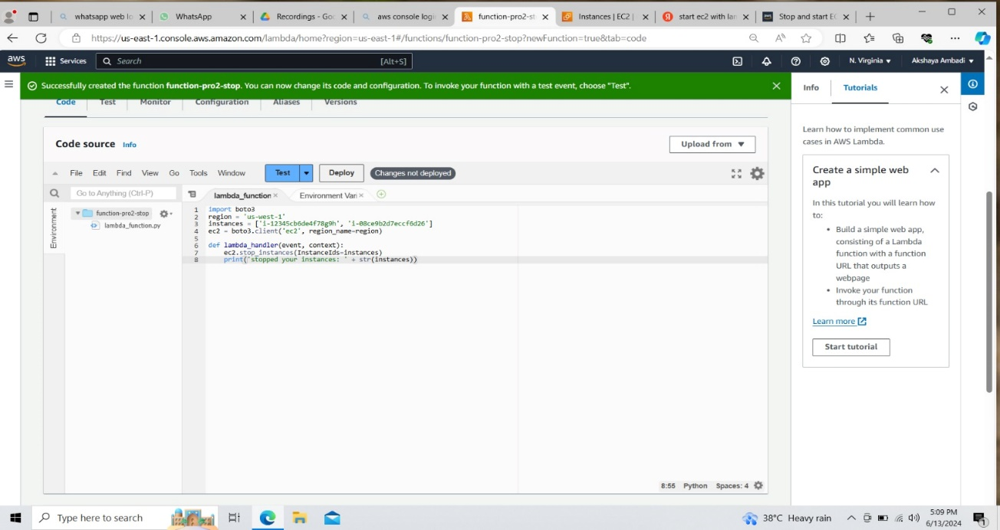 whatsapp web lo
WhatsApp
Recordings - Goo
aws console login
function-pro2-st
Instances | EC2 |
start ec2 with lam
Stop and start EC
https://us-east-1.console.aws.amazon.com/lambda/home?region=us-east-1#/functions/function-pro2-stop?newFunction=true&tab=code
aws
Services
Search
[Alt+S]
N. Virginia
Akshaya Ambadi
Successfully created the function function-pro2-stop. You can now change its code and configuration. To invoke your function with a test event, choose "Test".
Code
Test
Monitor
Configuration
Aliases
Versions
Code source
Info
Upload from
File
Edit
Find
View
Go
Tools
Window
Test
Deploy
Changes not deployed
Go to Anything (Ctrl-P)
lambda_function
Environment Vari
Environment
function-pro2-stop
lambda_function.py
1 import boto3
2 region = 'us-west-1'
3 instances = ['i-12345cb6de4f78g9h', 'i-08ce9b2d7eccf6d26']
4 ec2 = boto3.client('ec2', region_name=region)
5
6 def lambda_handler(event, context):
7 ec2.stop_instances(InstanceIds=instances)
8 print('stopped your instances: ' + str(instances))
8:55
Python
Spaces: 4
Info
Tutorials
Learn how to implement common use
cases in AWS Lambda.
Create a simple web
app
In this tutorial you will learn how
to:
• Build a simple web app,
consisting of a Lambda
function with a function
URL that outputs a
webpage
• Invoke your function
through its function URL
Learn more
Start tutorial
Type here to search
38°C Heavy rain
5:09 PM
6/13/2024
1